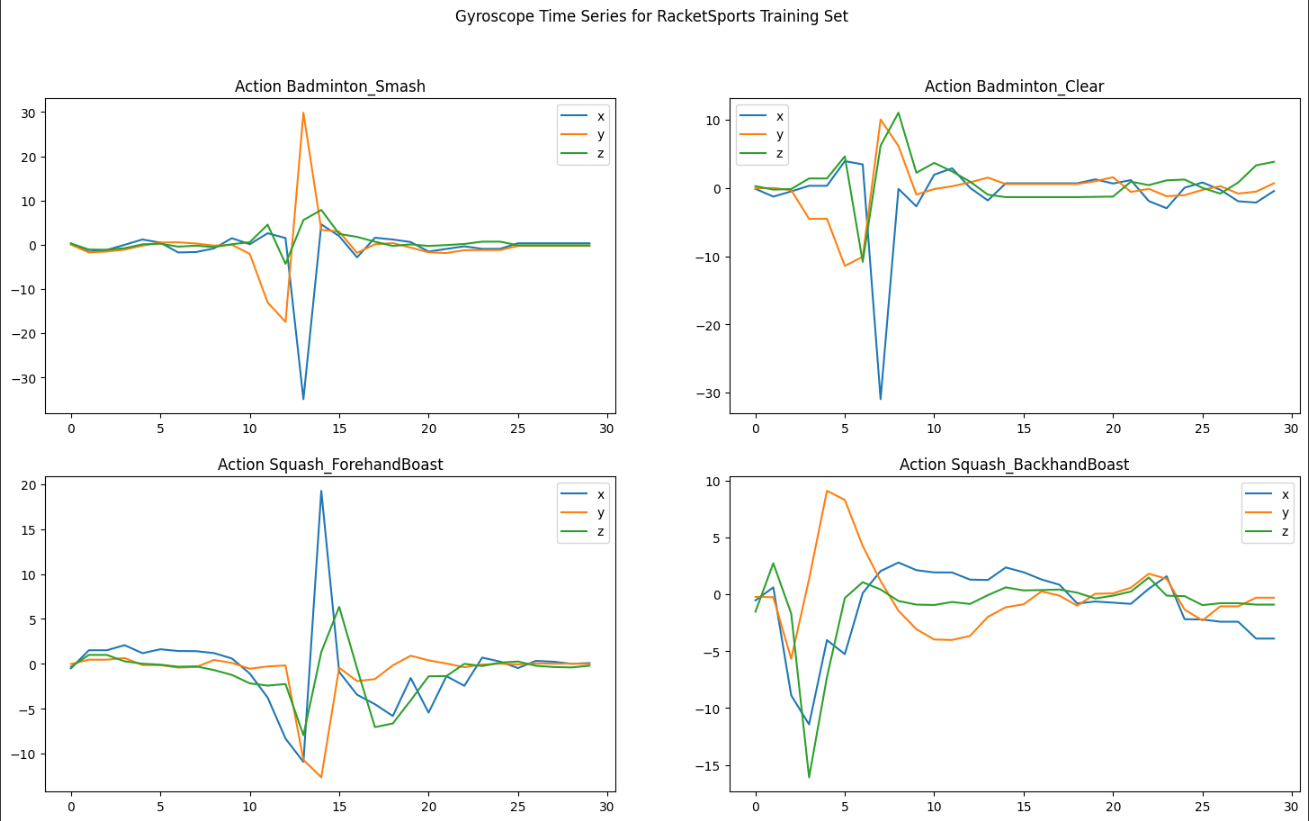 Gyroscope Time Series for RacketSports Training Set
Action Badminton_Smash
x
y
z
30
20
10
0
−10
−20
−30
0 5 10 15 20 25 30
Action Badminton_Clear
x
y
z
10
0
−10
−20
−30
0 5 10 15 20 25 30
Action Squash_ForehandBoast
x
y
z
20
15
10
5
0
−5
−10
0 5 10 15 20 25 30
Action Squash_BackhandBoast
x
y
z
10
5
0
−5
−10
−15
0 5 10 15 20 25 30